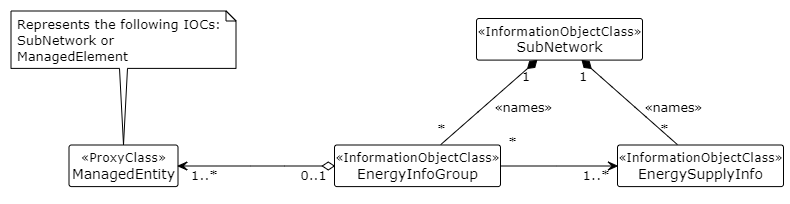 Represents the following IOCs:
SubNetwork or
ManagedElement
«InformationObjectClass»
SubNetwork
1
1
«names»
«names»
*
*
«ProxyClass»
ManagedEntity
1..*
0..1
«InformationObjectClass»
EnergyInfoGroup
*
1..*
«InformationObjectClass»
EnergySupplyInfo